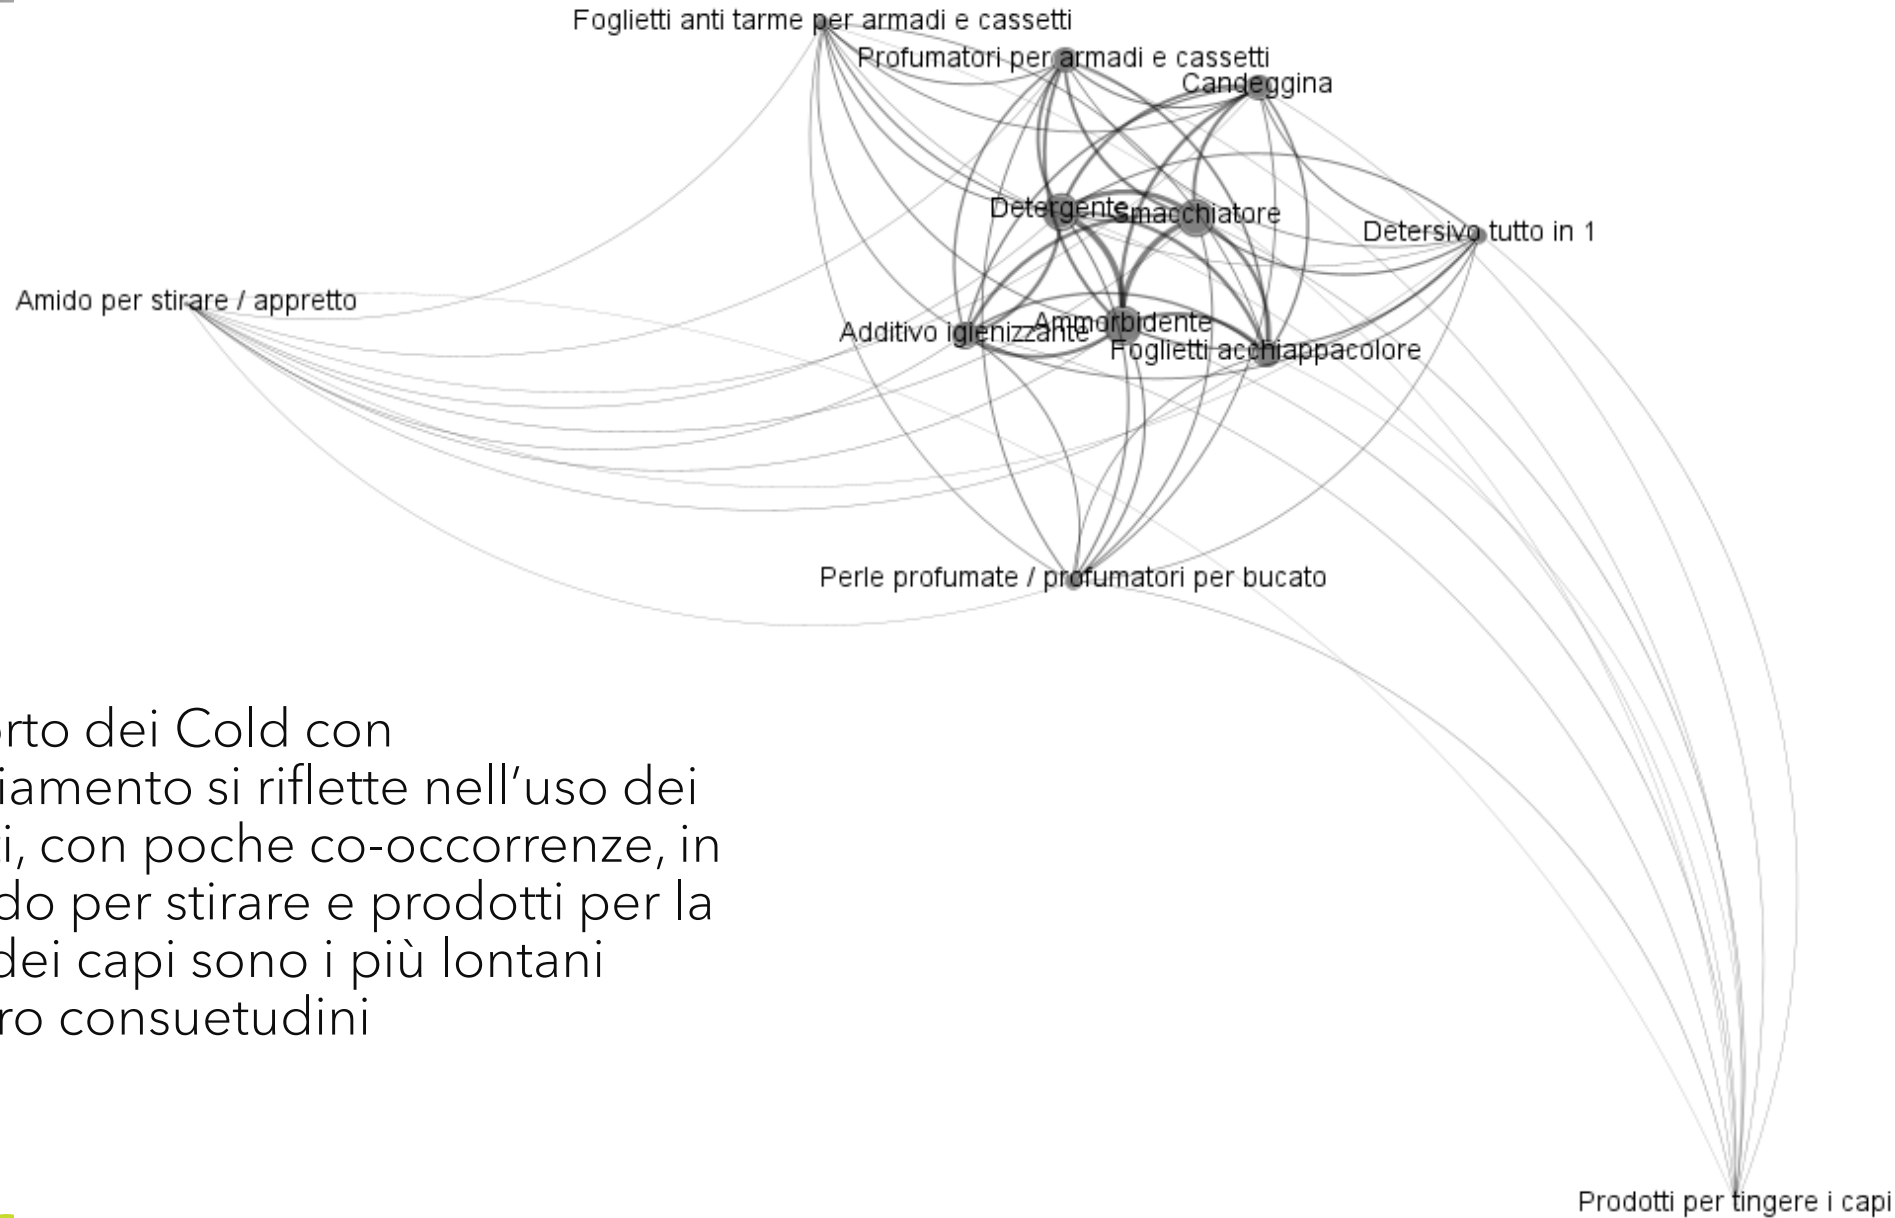 Foglietti anti tarme per armadi e cassetti
Profumatori per armadi e cassetti
Candeggina
Detergente
Smacchiatore
Detersivo tutto in 1
Amido per stirare / appretto
Additivo igienizzante
Ammorbidente
Foglietti acchiappacolore
Perle profumate / profumatori per bucato
rto dei Cold con
iamento si riflette nell’uso dei
i, con poche co-occorrenze, in
do per stirare e prodotti per la
dei capi sono i più lontani
ro consuetudini
Prodotti per tingere i capi